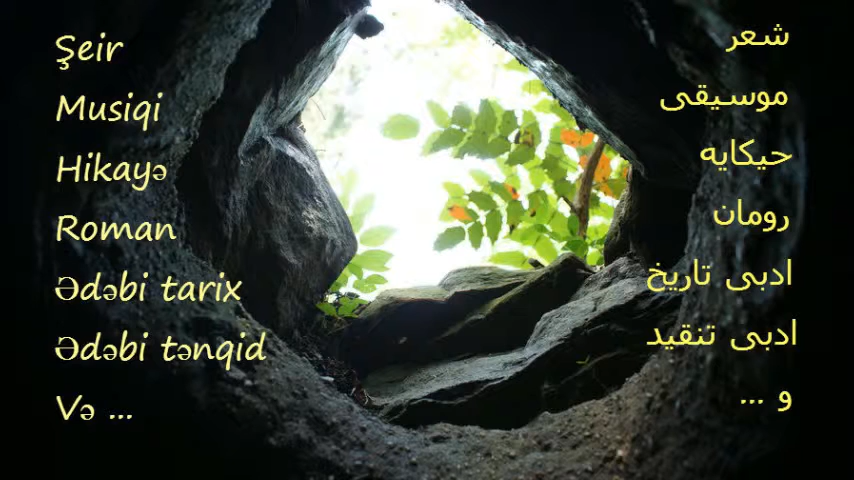 Şeir
Musiqi
Hikayə
Roman
Ədəbi tarix
Ədəbi tənqid
Və ...
شعر
موسیقی
حیکایه
رومان
ادبی تاریخ
ادبی تنقید
و ...